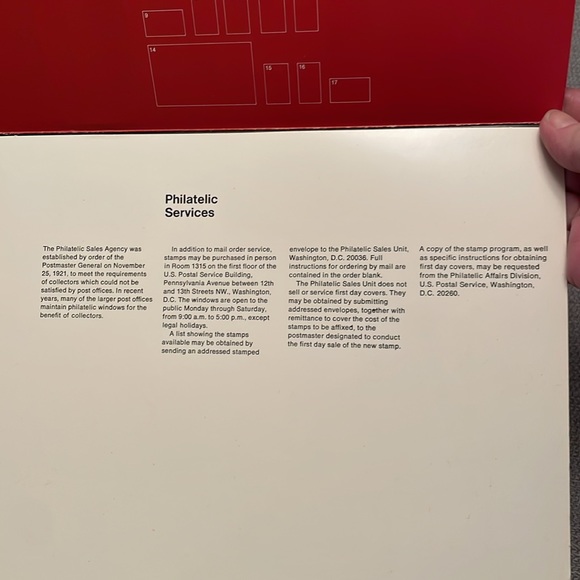 9
14
15
16
17
Philatelic
Services
The Philatelic Sales Agency was
established by order of the
Postmaster General on November
25, 1921, to meet the requirements
of collectors which could not be
satisfied by post offices. In recent
years, many of the larger post offices
maintain philatelic windows for the
benefit of collectors.
In addition to mail order service,
stamps may be purchased in person
in Room 1315 on the first floor of the
U.S. Postal Service Building,
Pennsylvania Avenue between 12th
and 13th Streets NW., Washington,
D.C. The windows are open to the
public Monday through Saturday,
from 9:00 a.m. to 5:00 p.m., except
legal holidays.
A list showing the stamps
available may be obtained by
sending an addressed stamped
envelope to the Philatelic Sales Unit,
Washington, D.C. 20036. Full
instructions for ordering by mail are
contained in the order blank.
The Philatelic Sales Unit does not
sell or service first day covers. They
may be obtained by submitting
addressed envelopes, together with
remittance to cover the cost of the
stamps to be affixed, to the
postmaster designated to conduct
the first day sale of the new stamp.
A copy of the stamp program, as well
as specific instructions for obtaining
first day covers, may be requested
from the Philatelic Affairs Division,
U.S. Postal Service, Washington,
D.C. 20260.